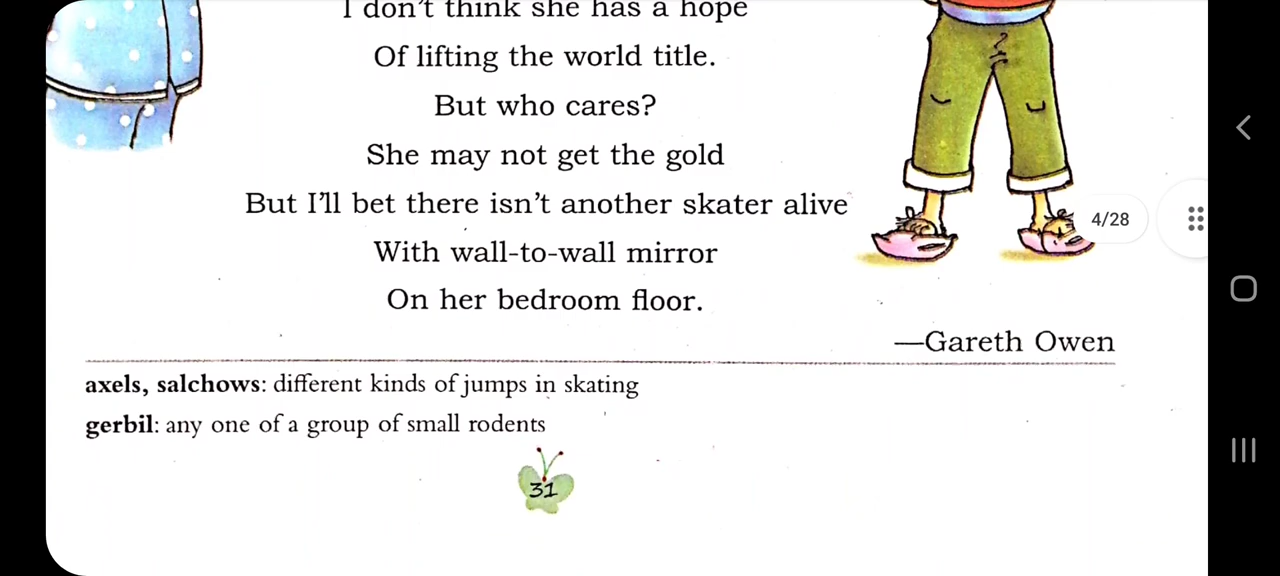 I don't think she has a hope
Of lifting the world title.
But who cares?
She may not get the gold
But I'll bet there isn't another skater alive
With wall-to-wall mirror
On her bedroom floor.
4/28
—Gareth Owen
axels, salchows: different kinds of jumps in skating
gerbil: any one of a group of small rodents
31